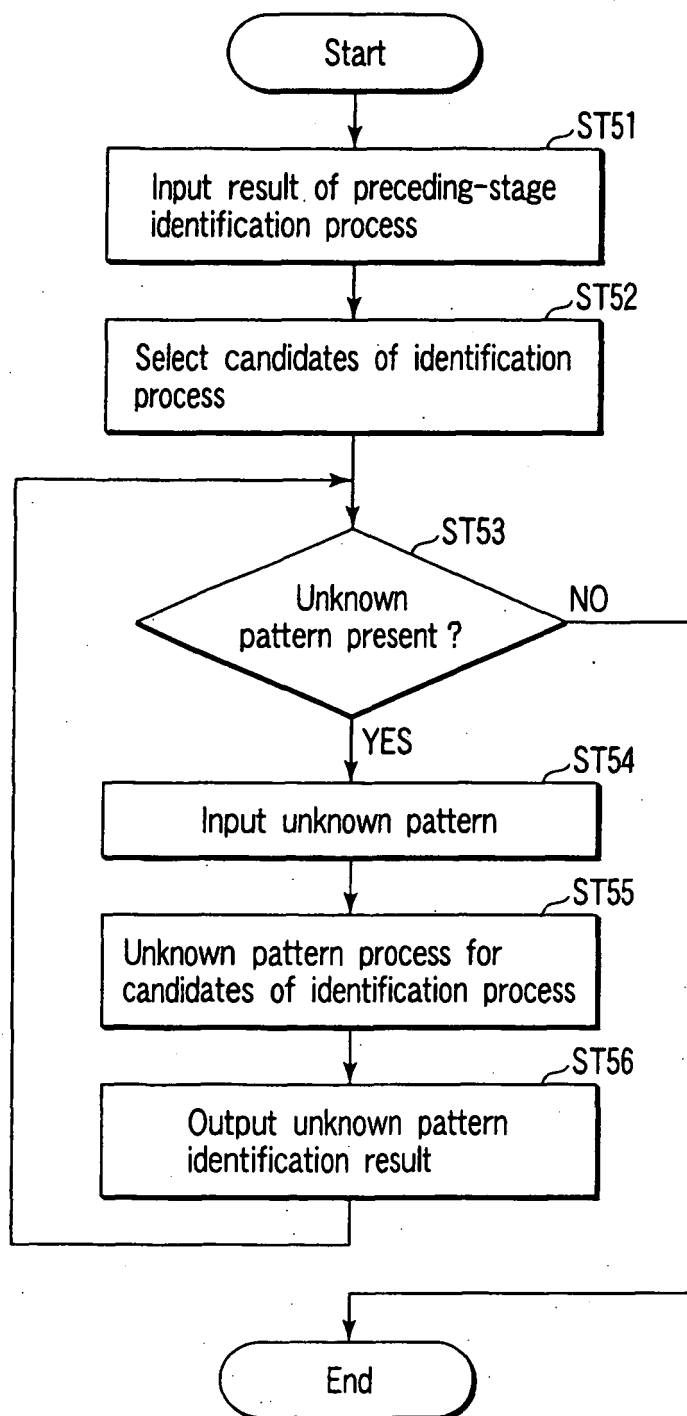 Start
ST51
Input result of preceding-stage
identification process
ST52
Select candidates of identification
process
ST53
Unknown
pattern present ?
NO
YES
ST54
Input unknown pattern
ST55
Unknown pattern process for
candidates of identification process
ST56
Output unknown pattern
identification result
End